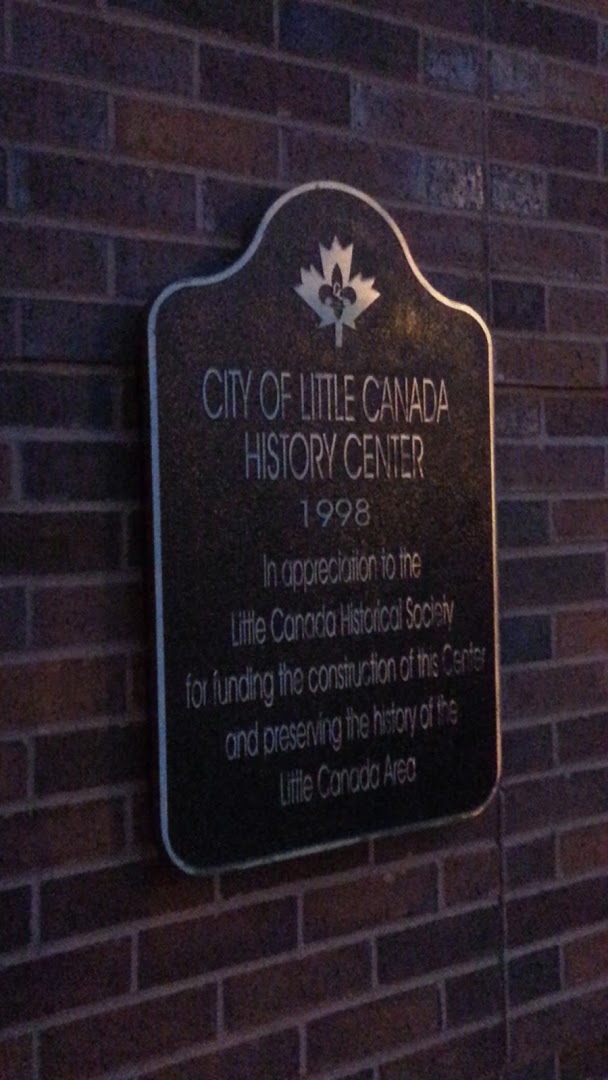 CITY OF LITTLE CANADA
HISTORY CENTER
1998
In appreciation to the
Little Canada Historical Society
for funding the construction of this Center
and preserving the history of the
Little Canada Area